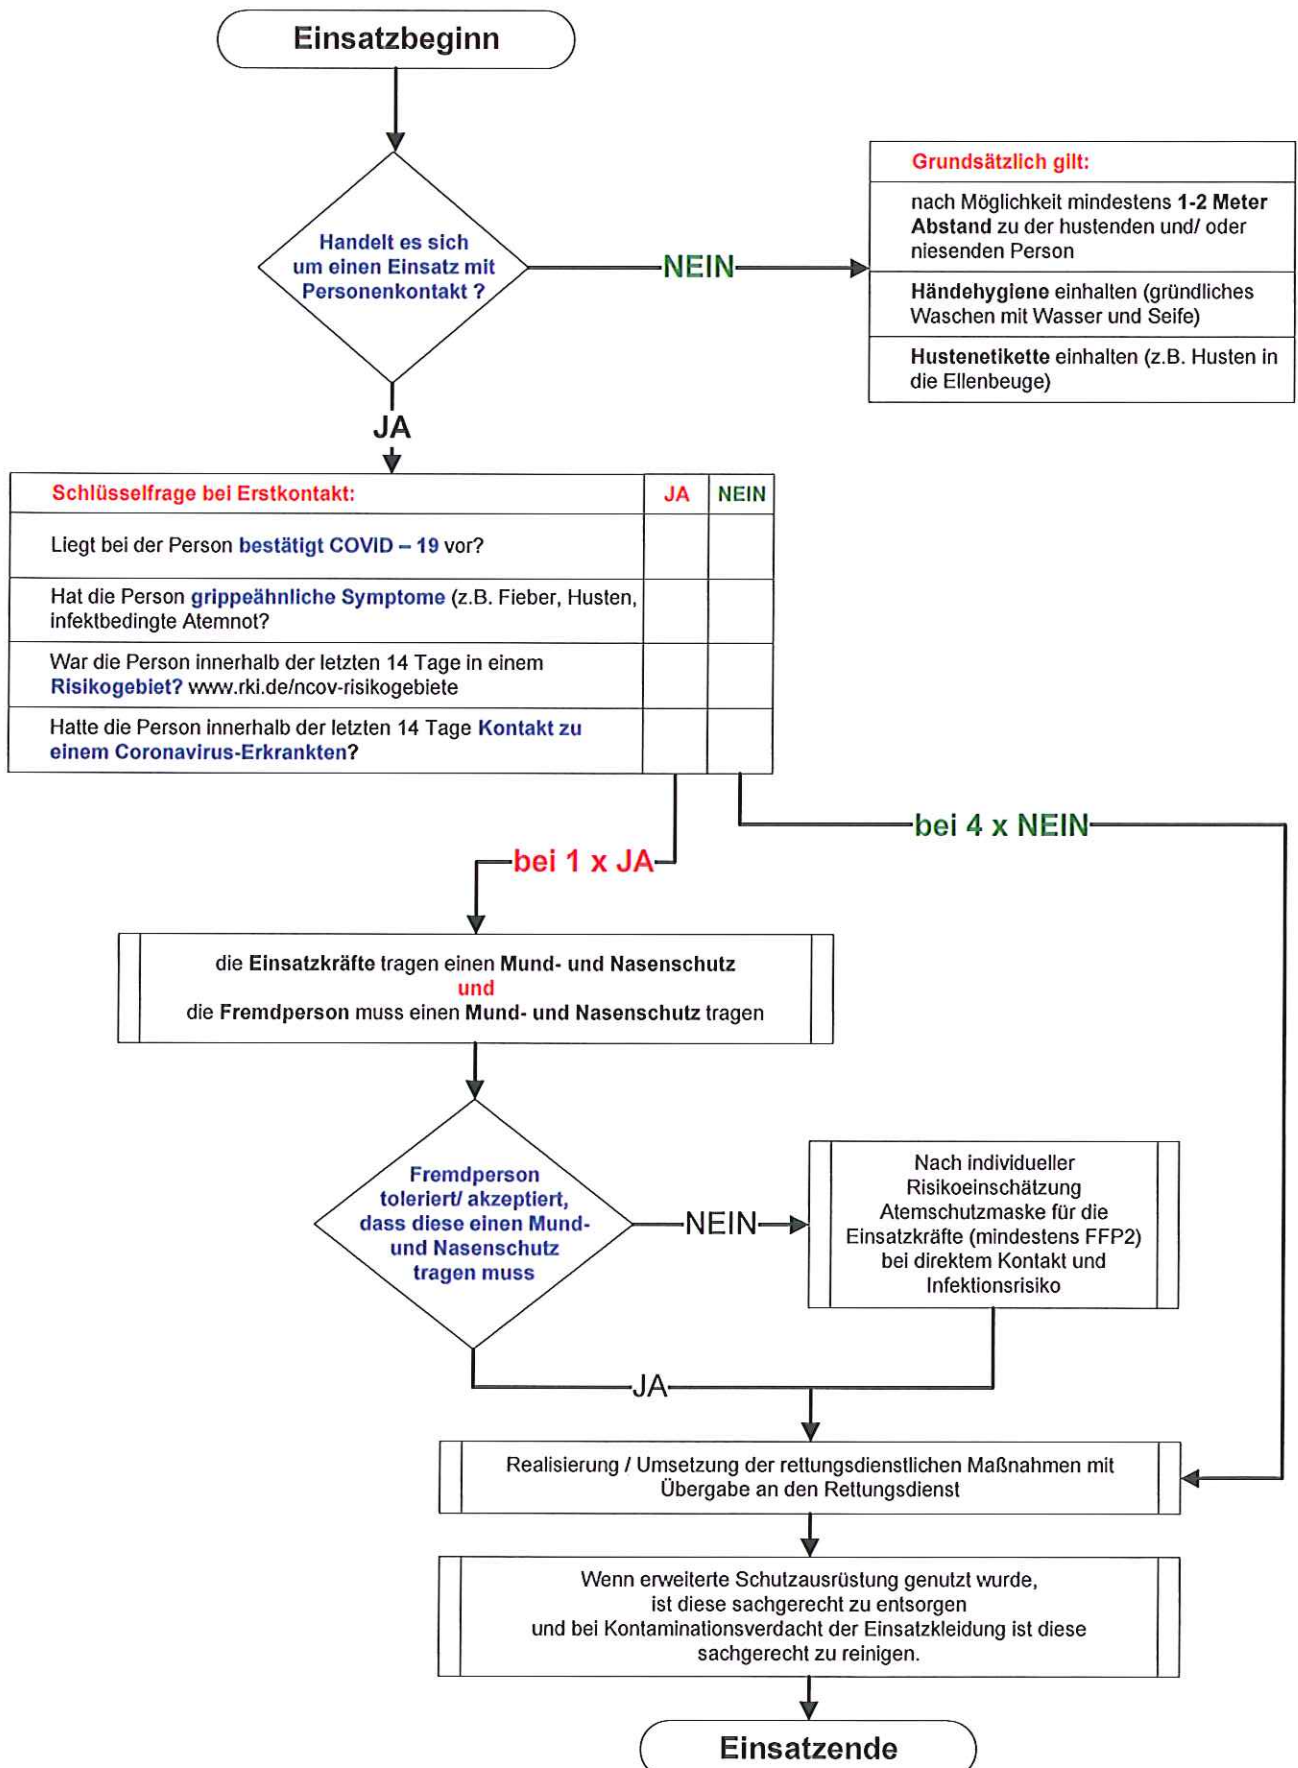 Einsatzbeginn
Handelt es sich
um einen Einsatz mit
Personenkontakt ?
NEIN
Grundsätzlich gilt:
nach Möglichkeit mindestens 1-2 Meter
Abstand zu der hustenden und/ oder
niesenden Person
Händehygiene einhalten (gründliches
Waschen mit Wasser und Seife)
Hustenetikette einhalten (z.B. Husten in
die Ellenbeuge)
JA
Schlüsselfrage bei Erstkontakt: JA NEIN
Liegt bei der Person bestätigt COVID – 19 vor?
Hat die Person grippeähnliche Symptome (z.B. Fieber, Husten,
infektbedingte Atemnot?
War die Person innerhalb der letzten 14 Tage in einem
Risikogebiet? www.rki.de/ncov-risikogebiete
Hatte die Person innerhalb der letzten 14 Tage Kontakt zu
einem Coronavirus-Erkrankten?
bei 4 x NEIN
bei 1 x JA
die Einsatzkräfte tragen einen Mund- und Nasenschutz
und
die Fremdperson muss einen Mund- und Nasenschutz tragen
Fremdperson
toleriert/ akzeptiert,
dass diese einen Mund-
und Nasenschutz
tragen muss
NEIN
Nach individueller
Risikoeinschätzung
Atemschutzmaske für die
Einsatzkräfte (mindestens FFP2)
bei direktem Kontakt und
Infektionsrisiko
JA
Realisierung / Umsetzung der rettungsdienstlichen Maßnahmen mit
Übergabe an den Rettungsdienst
Wenn erweiterte Schutzausrüstung genutzt wurde,
ist diese sachgerecht zu entsorgen
und bei Kontaminationsverdacht der Einsatzkleidung ist diese
sachgerecht zu reinigen.
Einsatzende